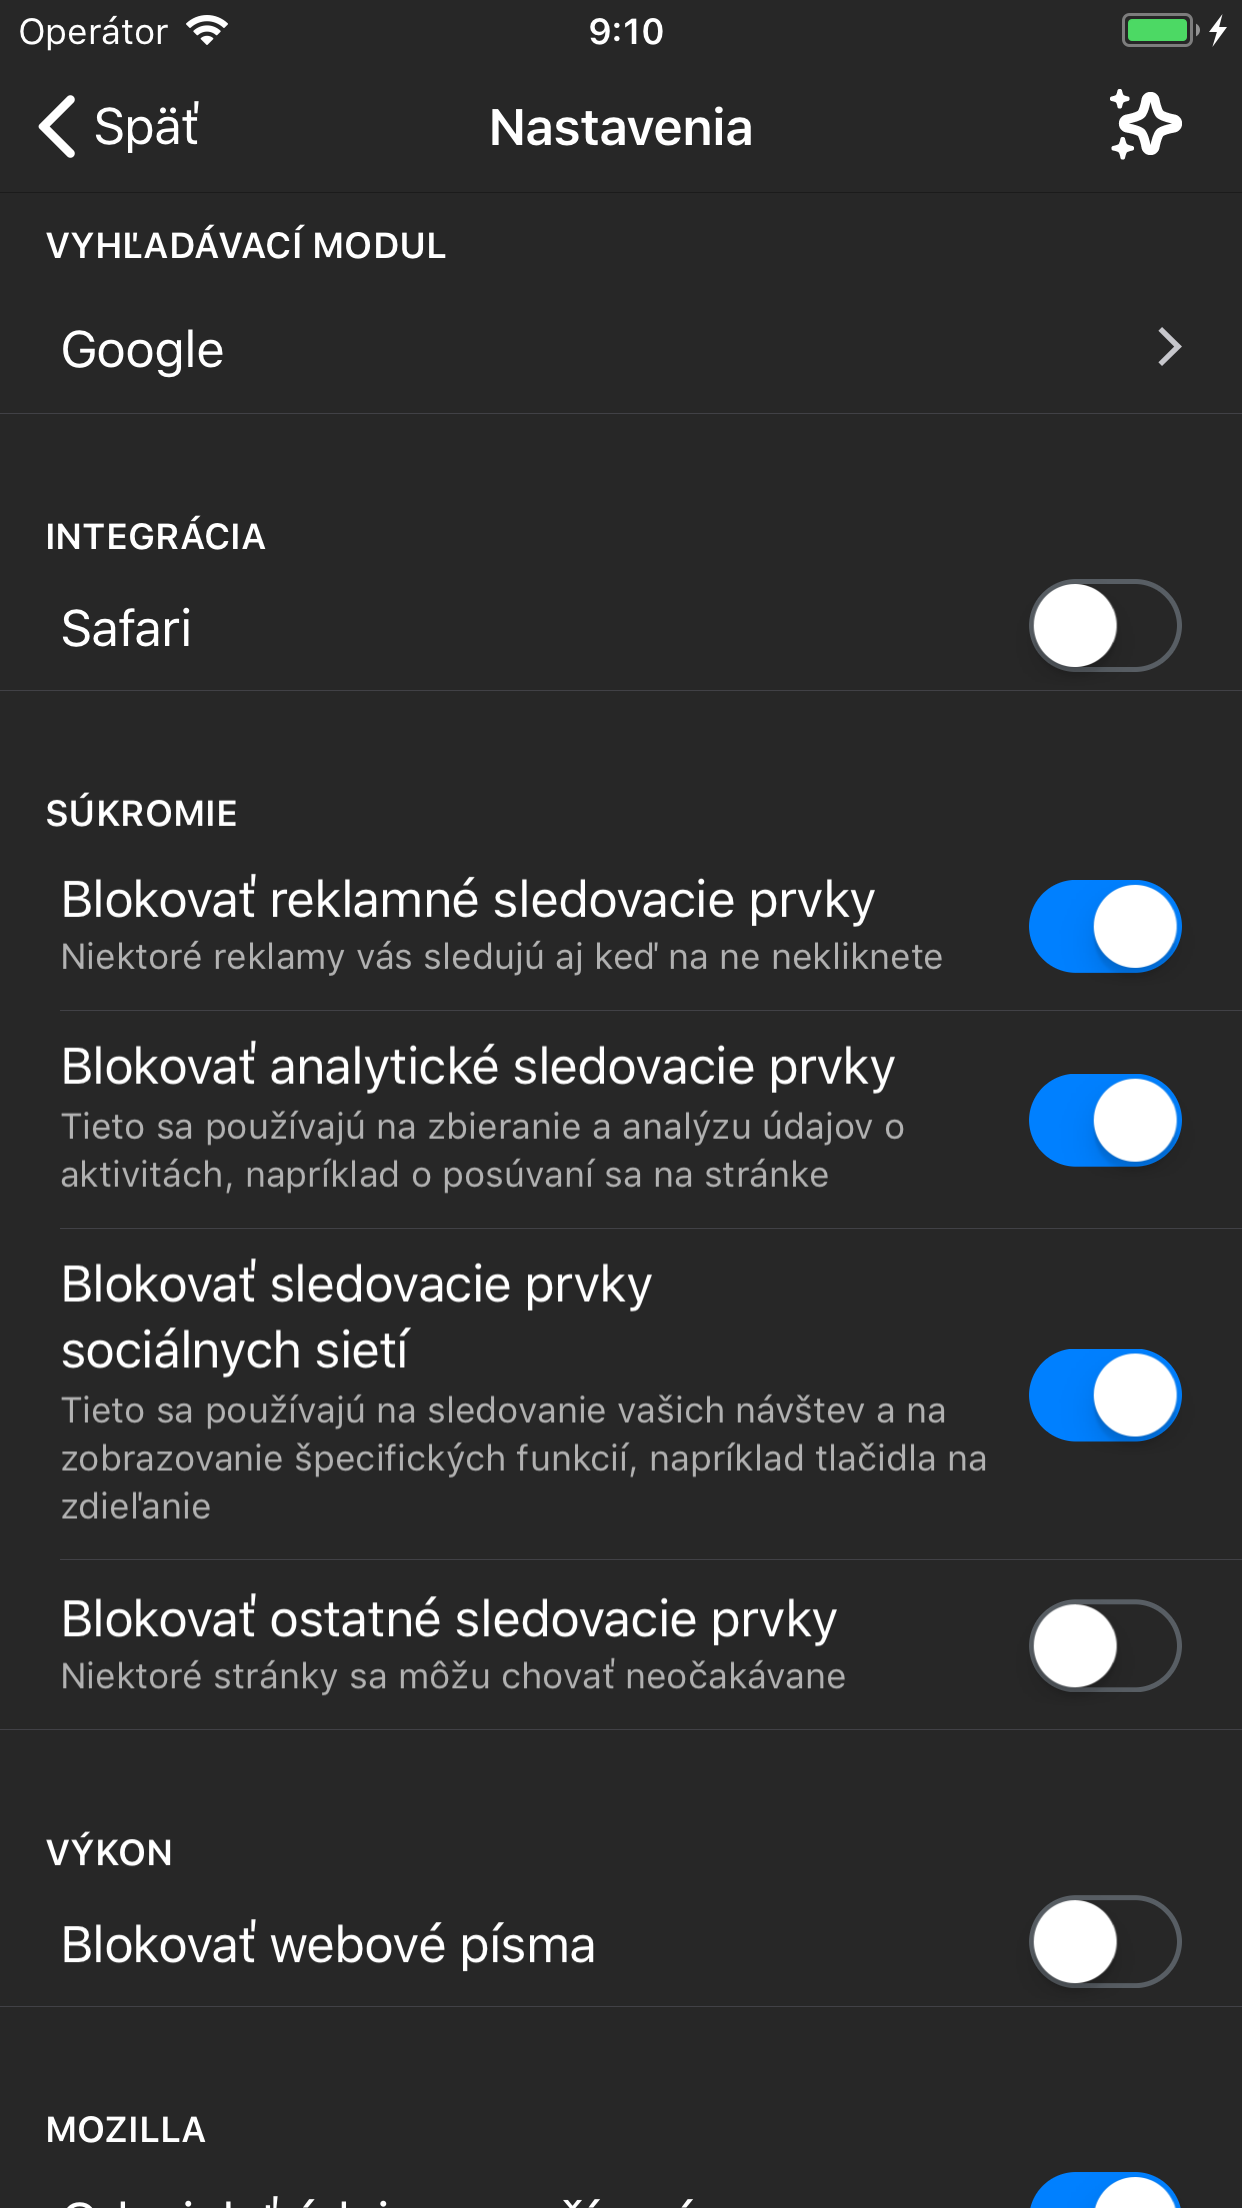 Operátor
9:10
Späť
Nastavenia
VYHĽADÁVACÍ MODUL
Google
INTEGRÁCIA
Safari
SÚKROMIE
Blokovať reklamné sledovacie prvky
Niektoré reklamy vás sledujú aj keď na ne nekliknete
Blokovať analytické sledovacie prvky
Tieto sa používajú na zbieranie a analýzu údajov o
aktivitách, napríklad o posúvaní sa na stránke
Blokovať sledovacie prvky
sociálnych sietí
Tieto sa používajú na sledovanie vašich návštev a na
zobrazovanie špecifických funkcií, napríklad tlačidla na
zdieľanie
Blokovať ostatné sledovacie prvky
Niektoré stránky sa môžu chovať neočakávane
VÝKON
Blokovať webové písma
MOZILLA